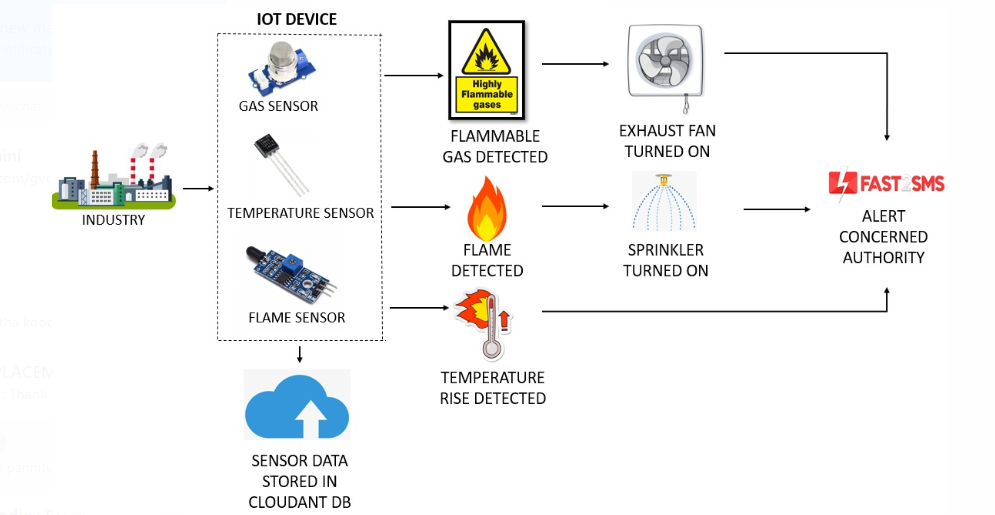 IOT DEVICE
GAS SENSOR
TEMPERATURE SENSOR
FLAME SENSOR
INDUSTRY
SENSOR DATA
STORED IN
CLOUDANT DB
Highly
Flammable
gases
FLAMMABLE
GAS DETECTED
EXHAUST FAN
TURNED ON
FLAME
DETECTED
SPRINKLER
TURNED ON
TEMPERATURE
RISE DETECTED
FAST2SMS
ALERT
CONCERNED
AUTHORITY